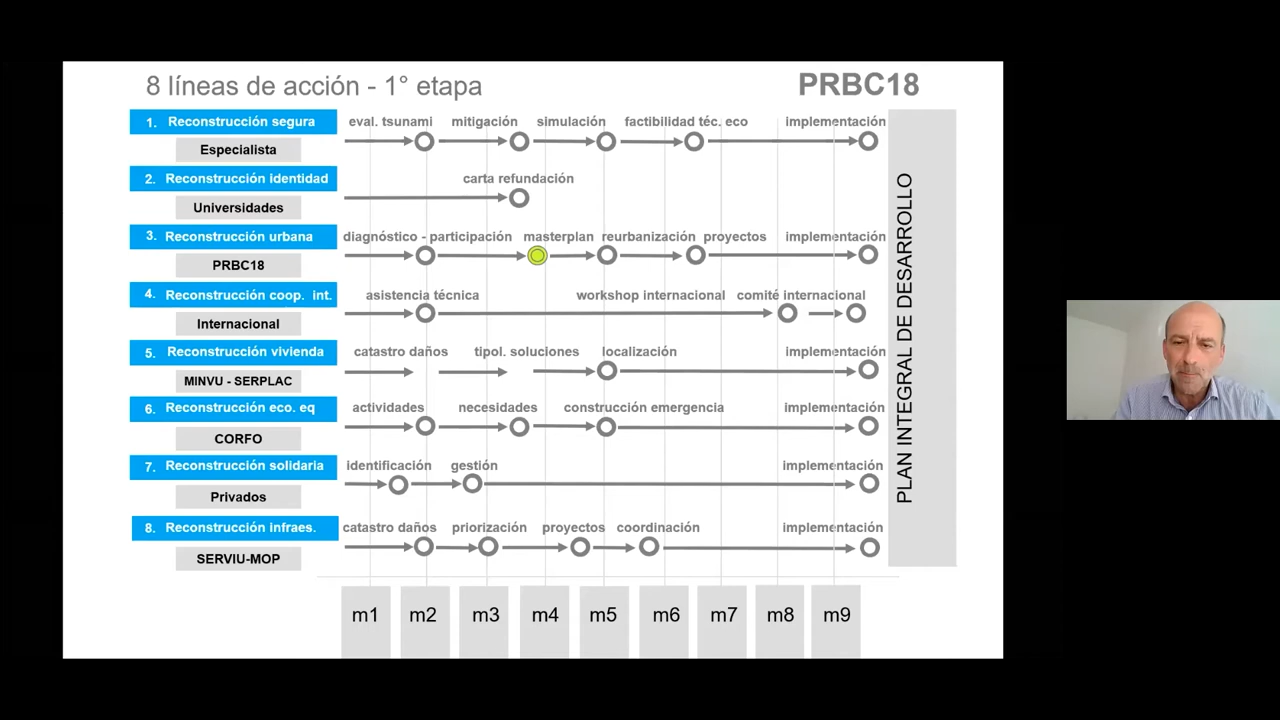 8 líneas de acción - 1° etapa
PRBC18
1. Reconstrucción segura
eval. tsunami mitigación simulación factibilidad téc. eco implementación
Especialista
2. Reconstrucción identidad
carta refundación
Universidades
3. Reconstrucción urbana
diagnóstico - participación masterplan reurbanización proyectos implementación
PRBC18
4. Reconstrucción coop. int.
asistencia técnica workshop internacional comité internacional
Internacional
5. Reconstrucción vivienda
catastro daños tipol. soluciones localización implementación
MINVU - SERPLAC
6. Reconstrucción eco. eq
actividades necesidades construcción emergencia implementación
CORFO
7. Reconstrucción solidaria
identificación gestión implementación
Privados
8. Reconstrucción infraes.
catastro daños priorización proyectos coordinación implementación
SERVIU-MOP
PLAN INTEGRAL DE DESARROLLO
m1 m2 m3 m4 m5 m6 m7 m8 m9